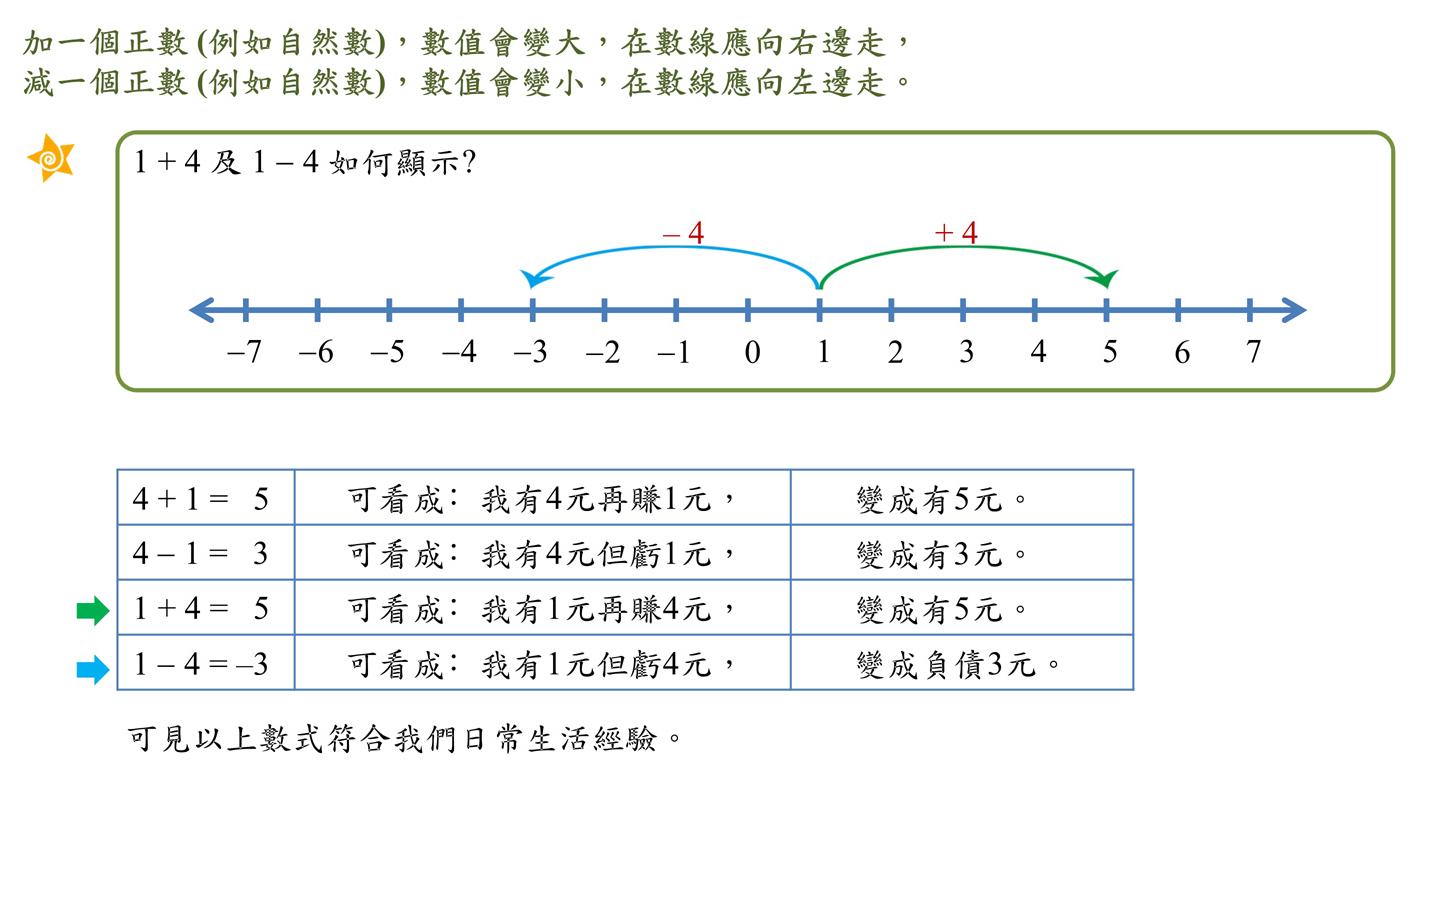 加一個正數 (例如自然數)，數值會變大，在數線應向右邊走，
減一個正數 (例如自然數)，數值會變小，在數線應向左邊走。
1 + 4 及 1 – 4 如何顯示?
– 4 + 4
–7 –6 –5 –4 –3 –2 –1 0 1 2 3 4 5 6 7
4 + 1 = 5 可看成：我有4元再賺1元， 變成有5元。
4 – 1 = 3 可看成：我有4元但虧1元， 變成有3元。
1 + 4 = 5 可看成：我有1元再賺4元， 變成有5元。
1 – 4 = –3 可看成：我有1元但虧4元， 變成負債3元。
可見以上數式符合我們日常生活經驗。